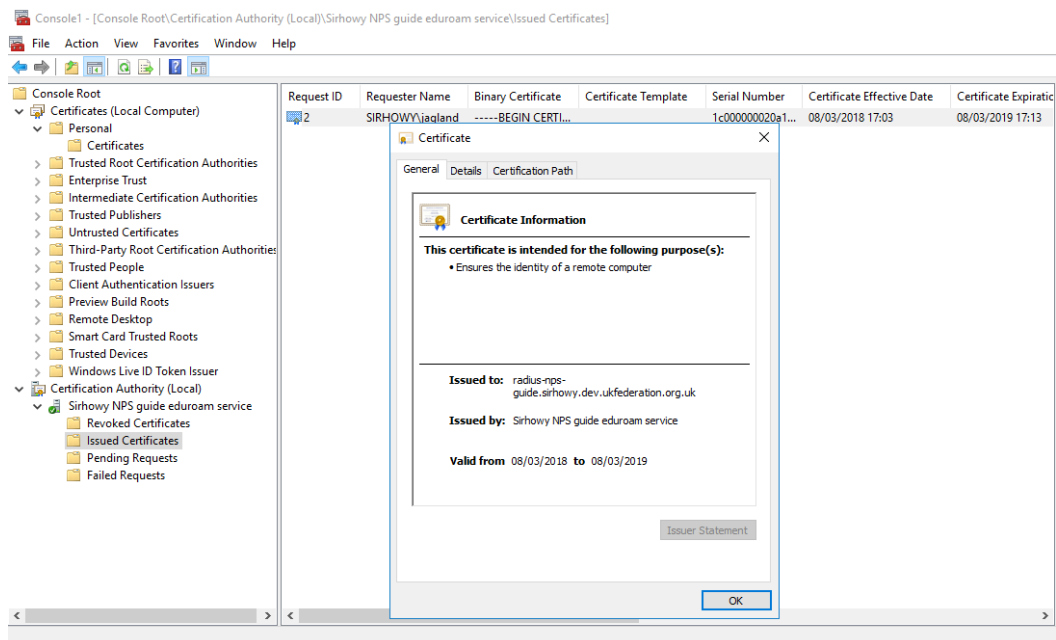 Console1 - [Console Root\Certification Authority (Local)\Sirhowy NPS guide eduroam service\Issued Certificates]
File Action View Favorites Window Help
Console Root
Certificates (Local Computer)
Personal
Certificates
Trusted Root Certification Authorities
Enterprise Trust
Intermediate Certification Authorities
Trusted Publishers
Untrusted Certificates
Third-Party Root Certification Authorities
Trusted People
Client Authentication Issuers
Preview Build Roots
Remote Desktop
Smart Card Trusted Roots
Trusted Devices
Windows Live ID Token Issuer
Certification Authority (Local)
Sirhowy NPS guide eduroam service
Revoked Certificates
Issued Certificates
Pending Requests
Failed Requests
Request ID Requester Name Binary Certificate Certificate Template Serial Number Certificate Effective Date Certificate Expiratic
2 SIRHOWY\jagland -----BEGIN CERTI... 1c000000020a1... 08/03/2018 17:03 08/03/2019 17:13
Certificate
General Details Certification Path
Certificate Information
This certificate is intended for the following purpose(s):
• Ensures the identity of a remote computer
Issued to: radius-nps-
guide.sirhowy.dev.ukfederation.org.uk
Issued by: Sirhowy NPS guide eduroam service
Valid from 08/03/2018 to 08/03/2019
Issuer Statement
OK